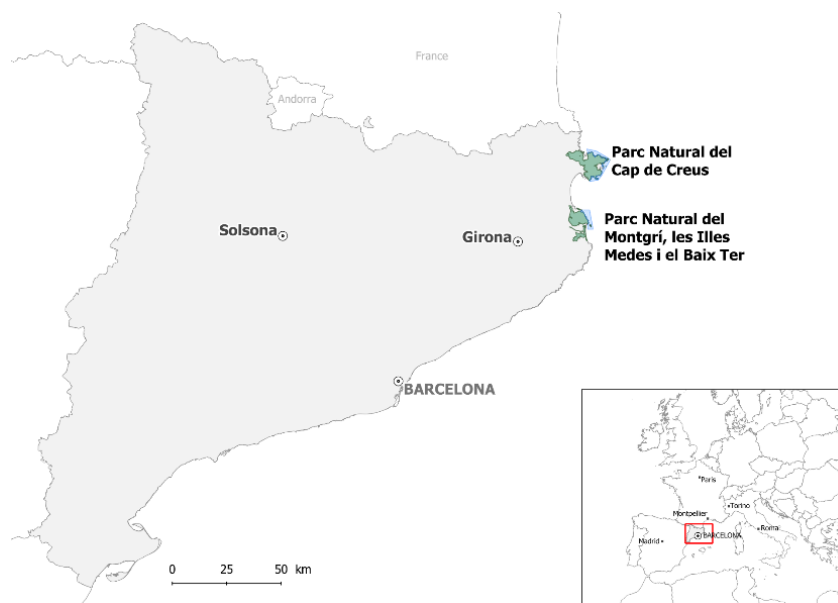 France
Andorra
Parc Natural del
Cap de Creus
Parc Natural del
Montgrí, les Illes
Medes i el Baix Ter
Solsona
Girona
BARCELONA
0 25 50 km
Paris
Torino
Montpellier
Roma
Madrid
BARCELONA